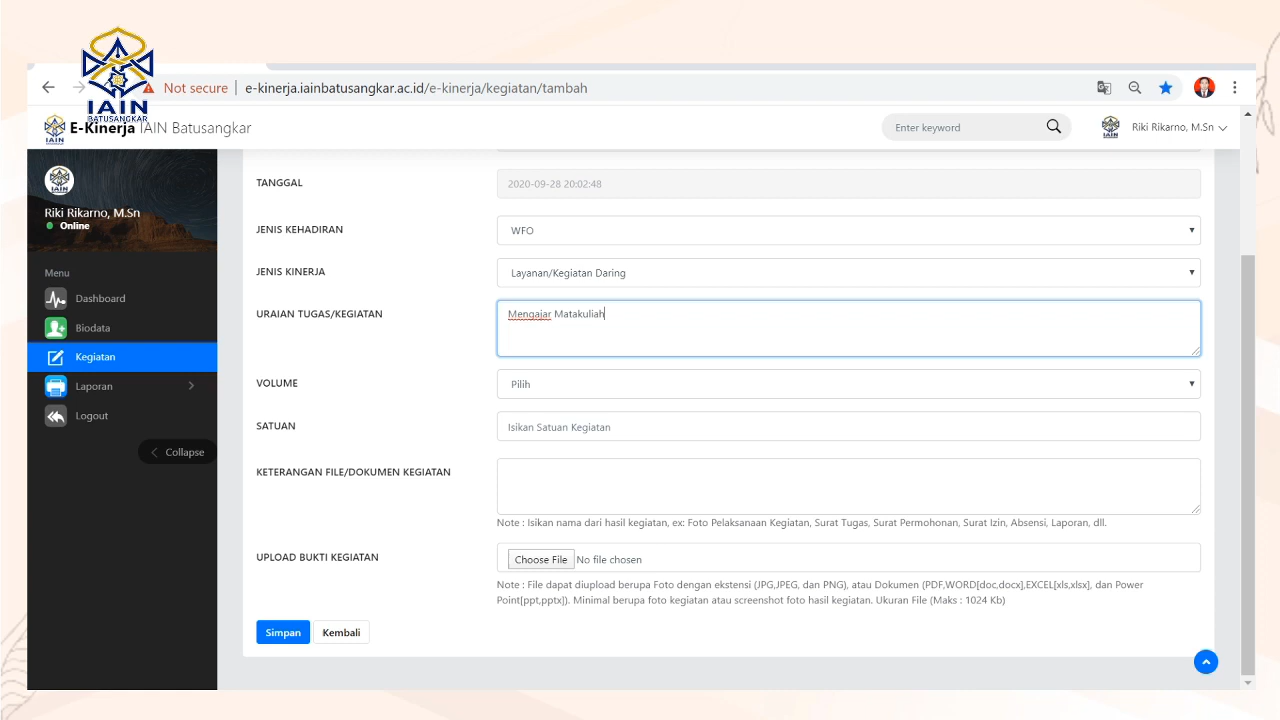 IAIN
BATUSANGKAR
Not secure | e-kinerja.iainbatusangkar.ac.id/e-kinerja/kegiatan/tambah
IAIN
E-Kinerja IAIN Batusangkar
Enter keyword
IAIN
Riki Rikarno, M.Sn
IAIN
Riki Rikarno, M.Sn
Online
Menu
Dashboard
Biodata
Kegiatan
Laporan
Logout
Collapse
TANGGAL
2020-09-28 20:02:48
JENIS KEHADIRAN
WFO
JENIS KINERJA
Layanan/Kegiatan Daring
URAIAN TUGAS/KEGIATAN
Mengajar Matakuliah
VOLUME
Pilih
SATUAN
Isikan Satuan Kegiatan
KETERANGAN FILE/DOKUMEN KEGIATAN
Note : Isikan nama dari hasil kegiatan, ex: Foto Pelaksanaan Kegiatan, Surat Tugas, Surat Permohonan, Surat Izin, Absensi, Laporan, dll.
UPLOAD BUKTI KEGIATAN
Choose File No file chosen
Note : File dapat diupload berupa Foto dengan ekstensi (JPG,JPEG, dan PNG), atau Dokumen (PDF,WORD[doc,docx],EXCEL[xls,xlsx], dan Power
Point[ppt,pptx]). Minimal berupa foto kegiatan atau screenshot foto hasil kegiatan. Ukuran File (Maks : 1024 Kb)
Simpan
Kembali